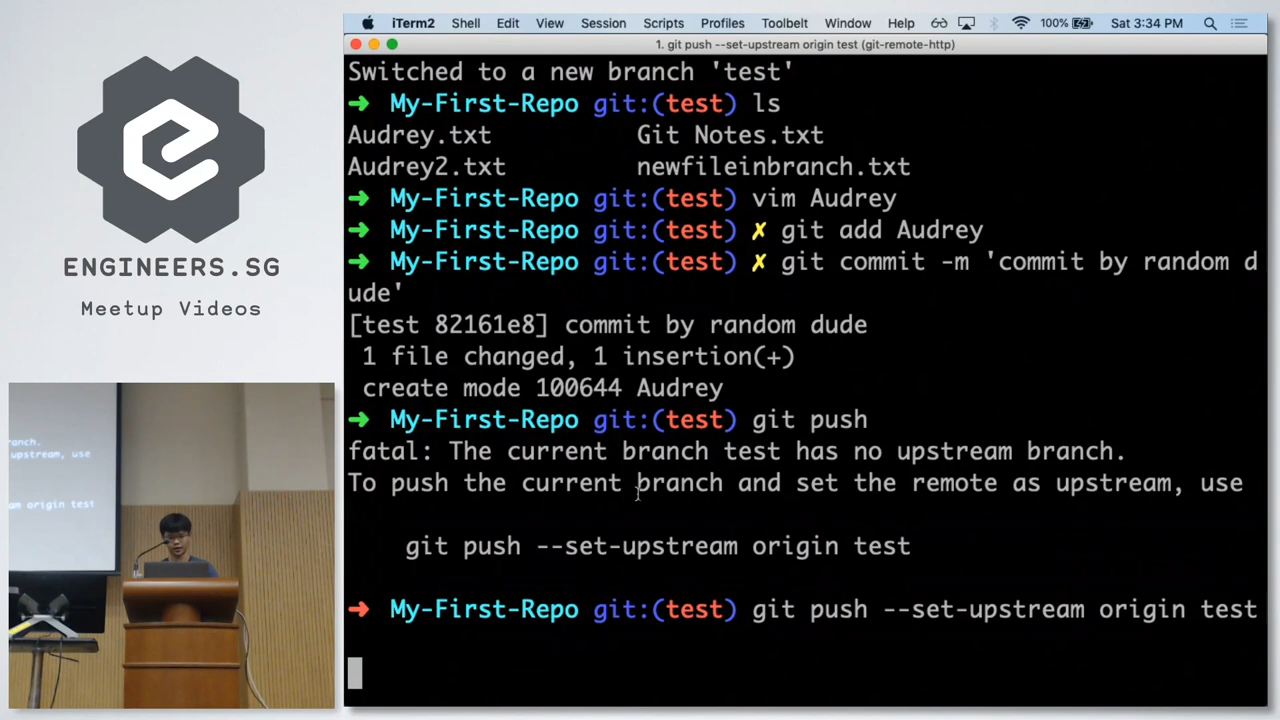 iTerm2 Shell Edit View Session Scripts Profiles Toolbelt Window Help 100% Sat 3:34 PM
1. git push --set-upstream origin test (git-remote-http)
Switched to a new branch 'test'
➜ My-First-Repo git:(test) ls
Audrey.txt Git Notes.txt
Audrey2.txt newfileinbranch.txt
➜ My-First-Repo git:(test) vim Audrey
➜ My-First-Repo git:(test) ✗ git add Audrey
➜ My-First-Repo git:(test) ✗ git commit -m 'commit by random d
ude'
[test 82161e8] commit by random dude
1 file changed, 1 insertion(+)
create mode 100644 Audrey
➜ My-First-Repo git:(test) git push
fatal: The current branch test has no upstream branch.
To push the current branch and set the remote as upstream, use
git push --set-upstream origin test
➜ My-First-Repo git:(test) git push --set-upstream origin test
ENGINEERS.SG
Meetup Videos
ranch.
upstream, use
am origin test